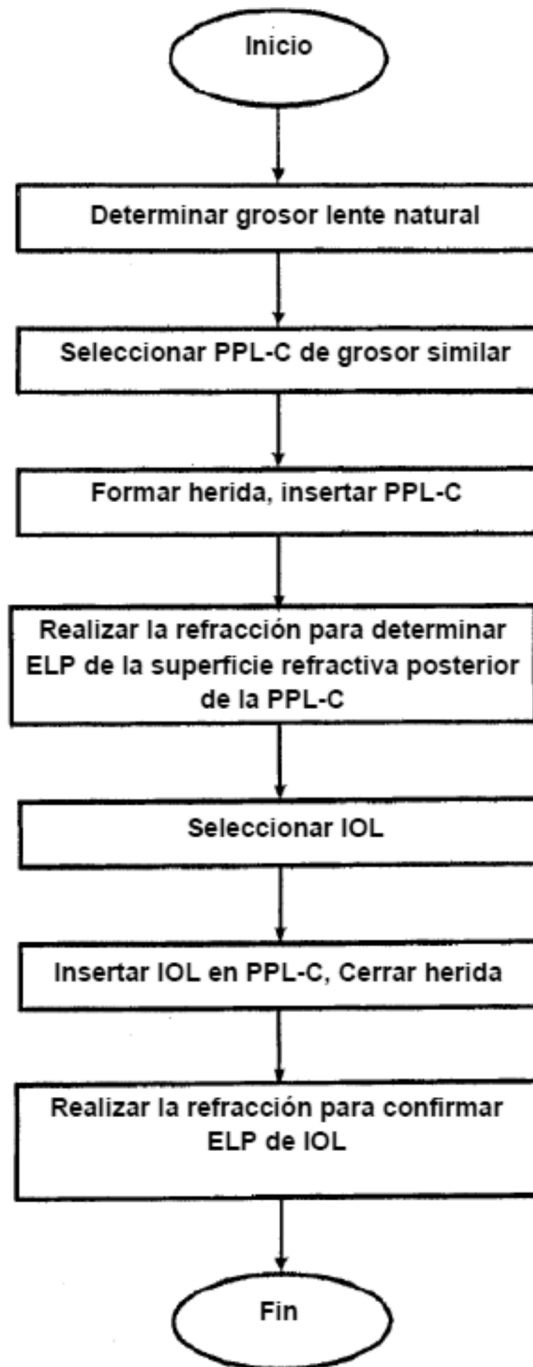 Inicio
Determinar grosor lente natural
Seleccionar PPL-C de grosor similar
Formar herida, insertar PPL-C
Realizar la refracción para determinar
ELP de la superficie refractiva posterior
de la PPL-C
Seleccionar IOL
Insertar IOL en PPL-C, Cerrar herida
Realizar la refracción para confirmar
ELP de IOL
Fin